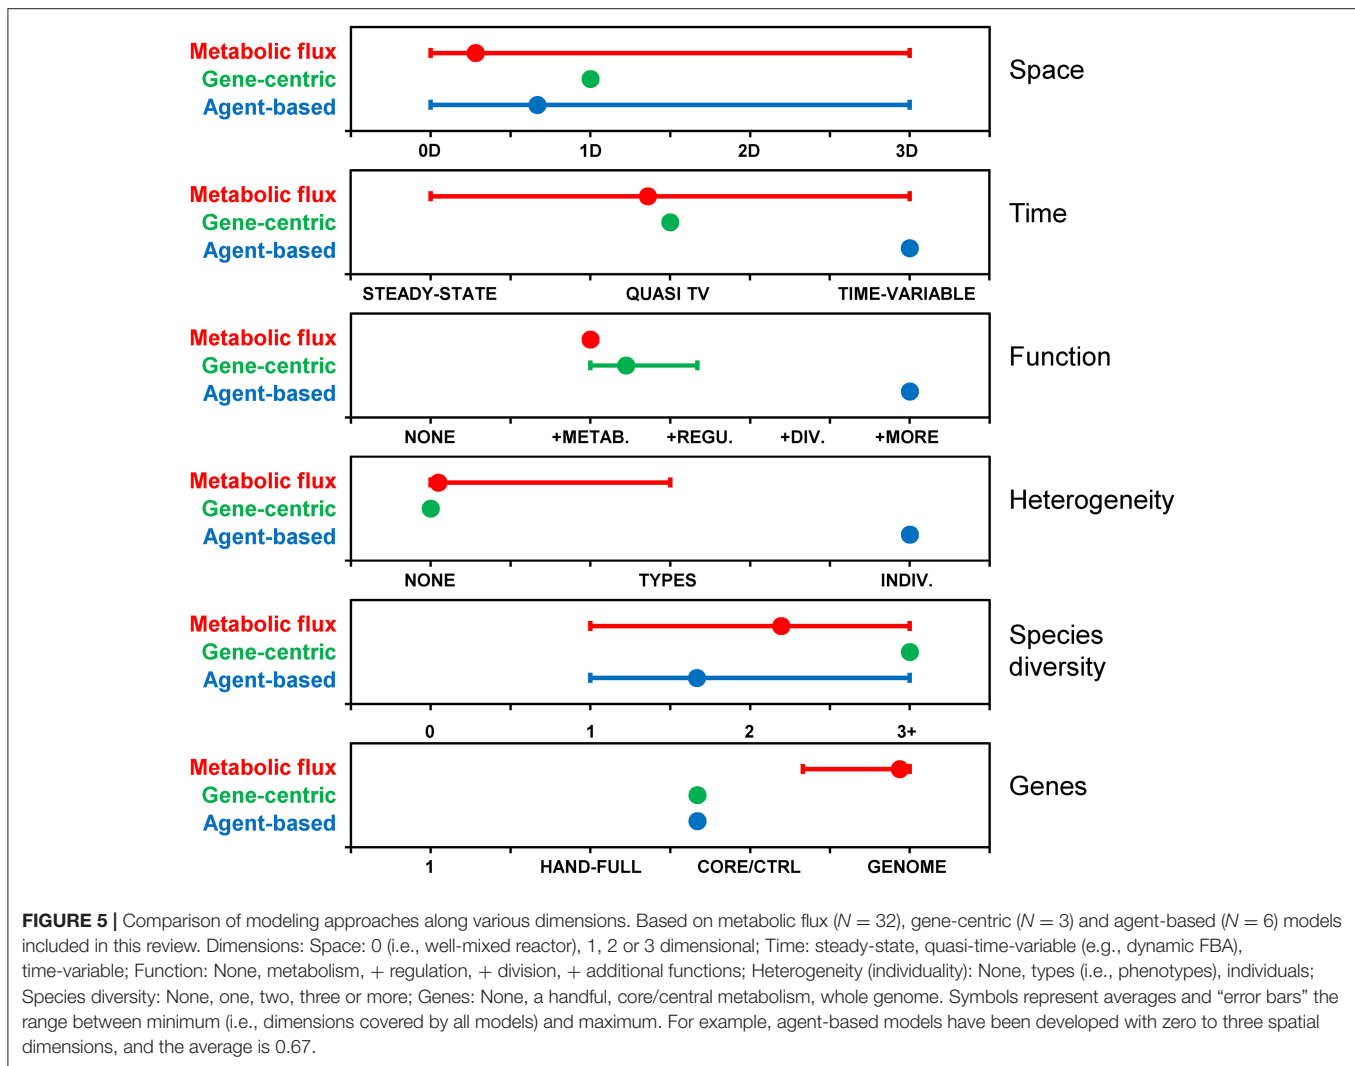 Metabolic flux
Gene-centric
Agent-based
Space
0D 1D 2D 3D
Metabolic flux
Gene-centric
Agent-based
Time
STEADY-STATE QUASI TV TIME-VARIABLE
Metabolic flux
Gene-centric
Agent-based
Function
NONE +METAB. +REGU. +DIV. +MORE
Metabolic flux
Gene-centric
Agent-based
Heterogeneity
NONE TYPES INDIV.
Metabolic flux
Gene-centric
Agent-based
Species
diversity
0 1 2 3+
Metabolic flux
Gene-centric
Agent-based
Genes
1 HAND-FULL CORE/CTRL GENOME
FIGURE 5 | Comparison of modeling approaches along various dimensions. Based on metabolic flux (N = 32), gene-centric (N = 3) and agent-based (N = 6) models
included in this review. Dimensions: Space: 0 (i.e., well-mixed reactor), 1, 2 or 3 dimensional; Time: steady-state, quasi-time-variable (e.g., dynamic FBA),
time-variable; Function: None, metabolism, + regulation, + division, + additional functions; Heterogeneity (individuality): None, types (i.e., phenotypes), individuals;
Species diversity: None, one, two, three or more; Genes: None, a handful, core/central metabolism, whole genome. Symbols represent averages and “error bars” the
range between minimum (i.e., dimensions covered by all models) and maximum. For example, agent-based models have been developed with zero to three spatial
dimensions, and the average is 0.67.